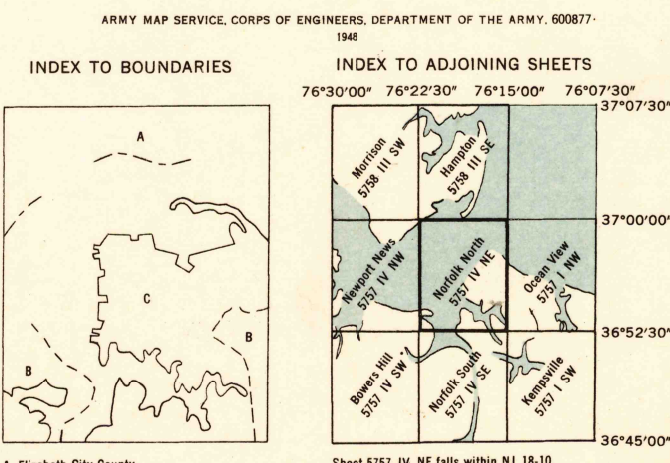 ARMY MAP SERVICE, CORPS OF ENGINEERS, DEPARTMENT OF THE ARMY, 600877·
1948
INDEX TO BOUNDARIES
A
C
B
B
INDEX TO ADJOINING SHEETS
76°30'00" 76°22'30" 76°15'00" 76°07'30"
37°07'30"
Morrison
5758 III SW
Hampton
5758 III SE
37°00'00"
Newport News
5757 IV NW
Norfolk North
5757 IV NE
Ocean View
5757 I NW
36°52'30"
Bowers Hill
5757 IV SW
Norfolk South
5757 IV SE
Kempsville
5757 I SW
36°45'00"
A. Elizabeth City County
Sheet 5757 IV NE falls within NJ 18-10